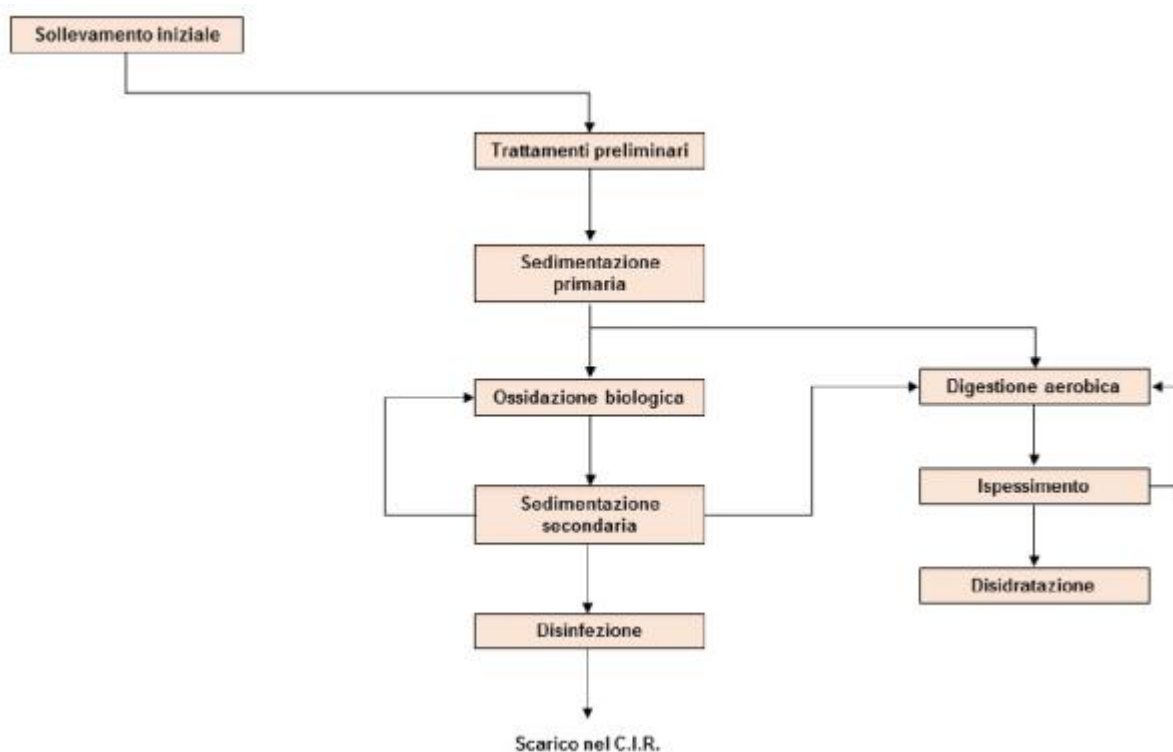 Sollevamento iniziale
Trattamenti preliminari
Sedimentazione
primaria
Ossidazione biologica
Digestione aerobica
Sedimentazione
secondaria
Ispessimento
Disidratazione
Disinfezione
Scarico nel C.I.R.